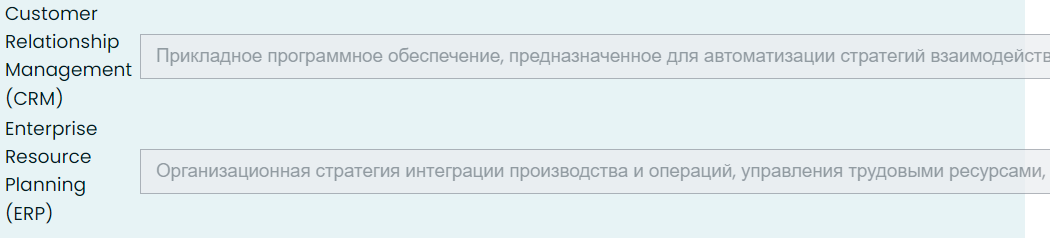 Customer
Relationship
Management
(CRM)
Прикладное программное обеспечение, предназначенное для автоматизации стратегий
Enterprise
Resource
Planning
(ERP)
Организационная стратегия интеграции производства и операций, управления трудовыми ресурсами,